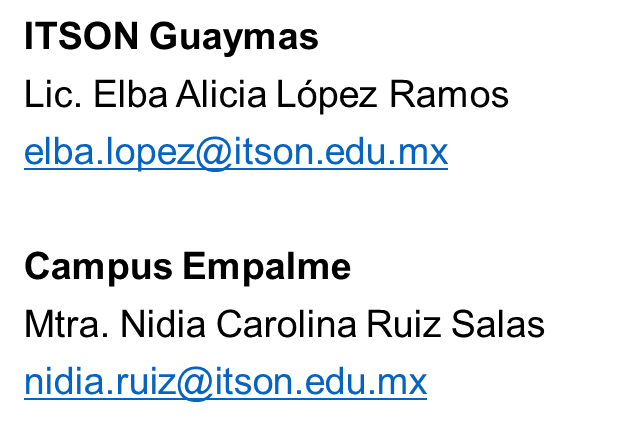 ITSON Guaymas
Lic. Elba Alicia López Ramos
elba.lopez@itson.edu.mx
Campus Empalme
Mtra. Nidia Carolina Ruiz Salas
nidia.ruiz@itson.edu.mx